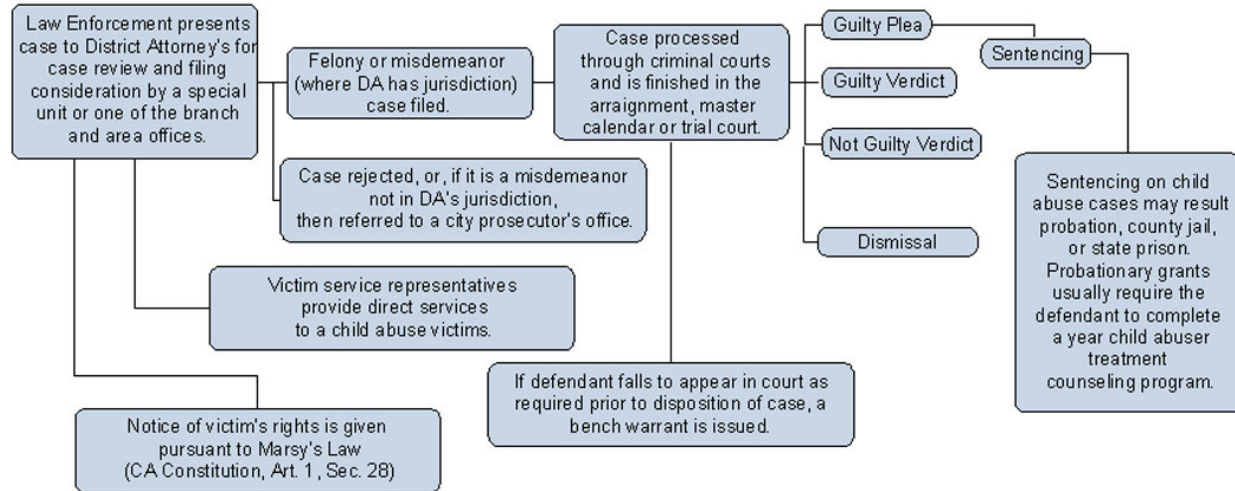 Law Enforcement presents
case to District Attorney's for
case review and filing
consideration by a special
unit or one of the branch
and area offices.
Felony or misdemeanor
(where DA has jurisdiction)
case filed.
Case processed
through criminal courts
and is finished in the
arraignment, master
calendar or trial court.
Guilty Plea
Sentencing
Guilty Verdict
Not Guilty Verdict
Dismissal
Case rejected, or, if it is a misdemeanor
not in DA's jurisdiction,
then referred to a city prosecutor's office.
Victim service representatives
provide direct services
to a child abuse victims.
Notice of victim's rights is given
pursuant to Marsy's Law
(CA Constitution, Art. 1, Sec. 28)
If defendant falls to appear in court as
required prior to disposition of case, a
bench warrant is issued.
Sentencing on child
abuse cases may result
probation, county jail,
or state prison.
Probationary grants
usually require the
defendant to complete
a year child abuser
treatment
counseling program.